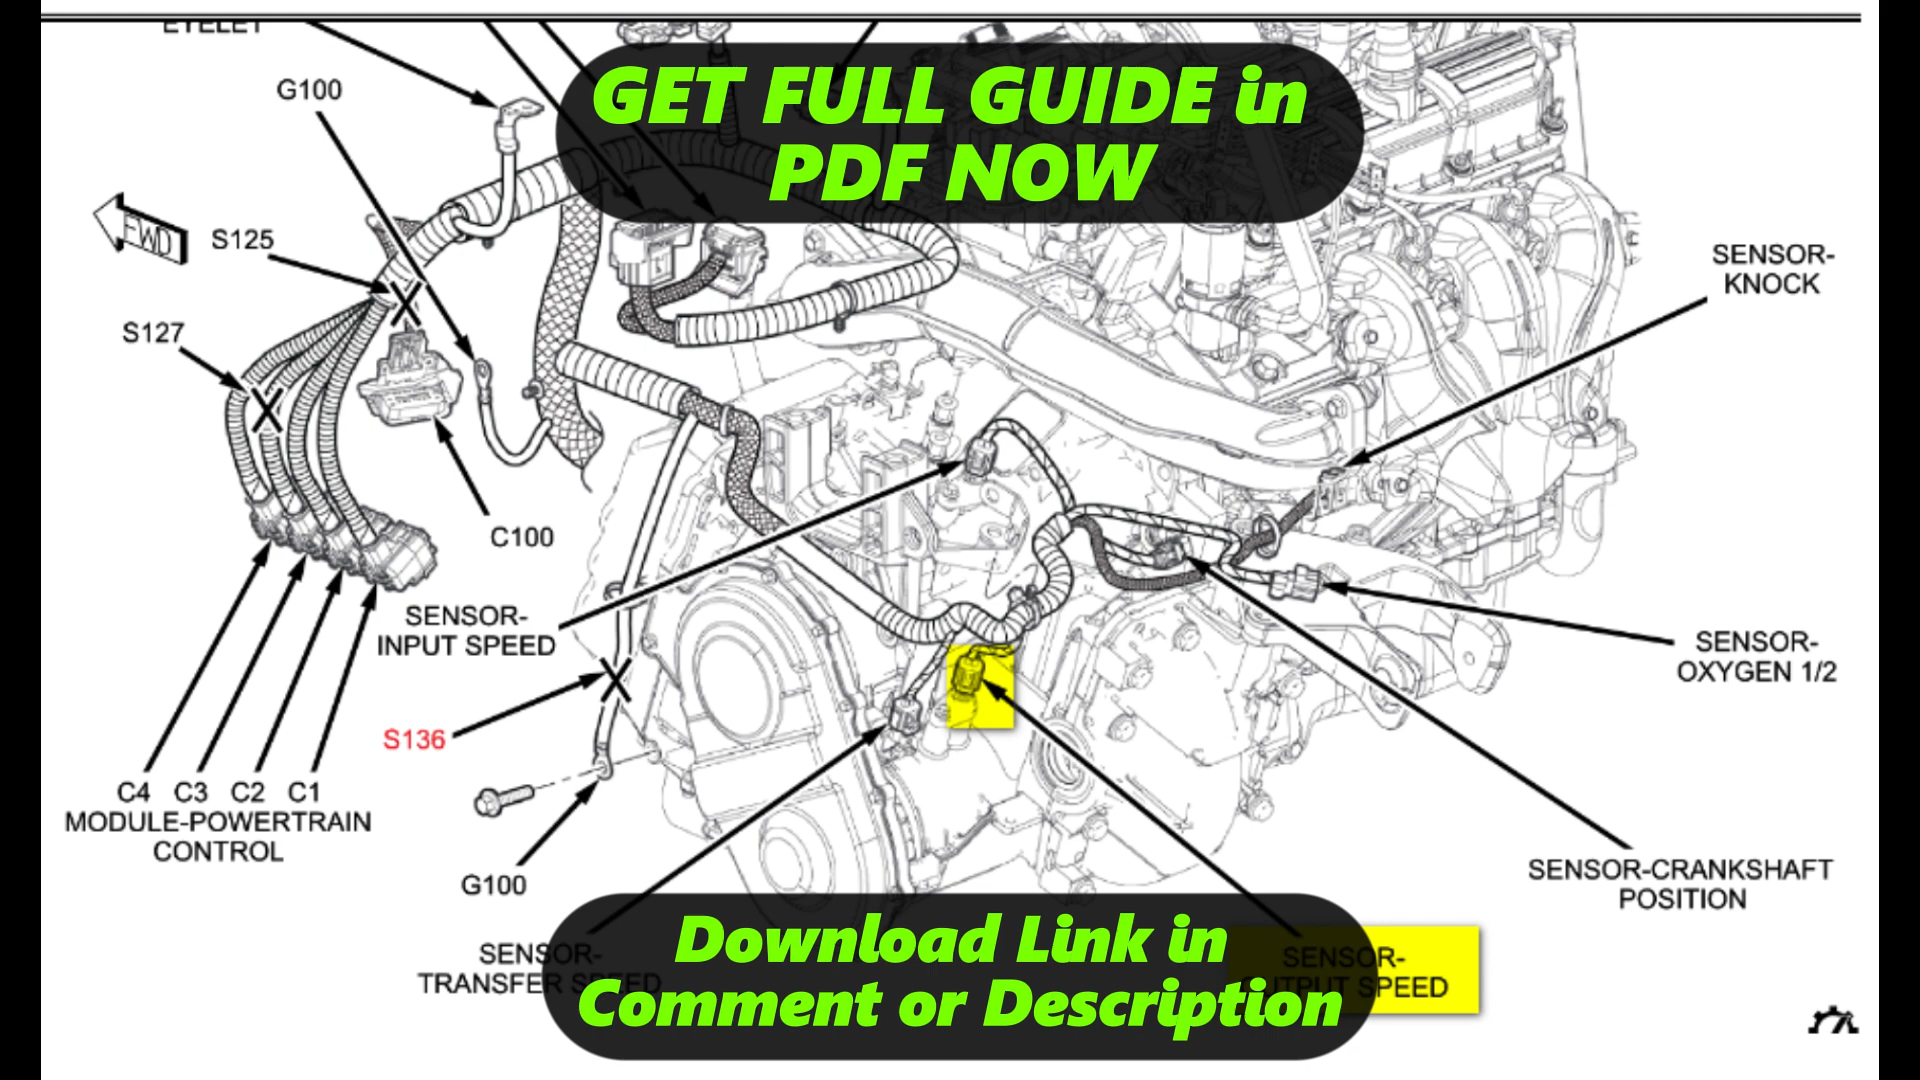 EYELET
G100
GET FULL GUIDE in
PDF NOW
FWD
S125
S127
SENSOR-
KNOCK
C100
SENSOR-
INPUT SPEED
SENSOR-
OXYGEN 1/2
S136
C4 C3 C2 C1
MODULE-POWERTRAIN
CONTROL
G100
SENSOR-CRANKSHAFT
POSITION
SENSOR-
TRANSFER SPEED
Download Link in
Comment or Description
SENSOR-
OUTPUT SPEED